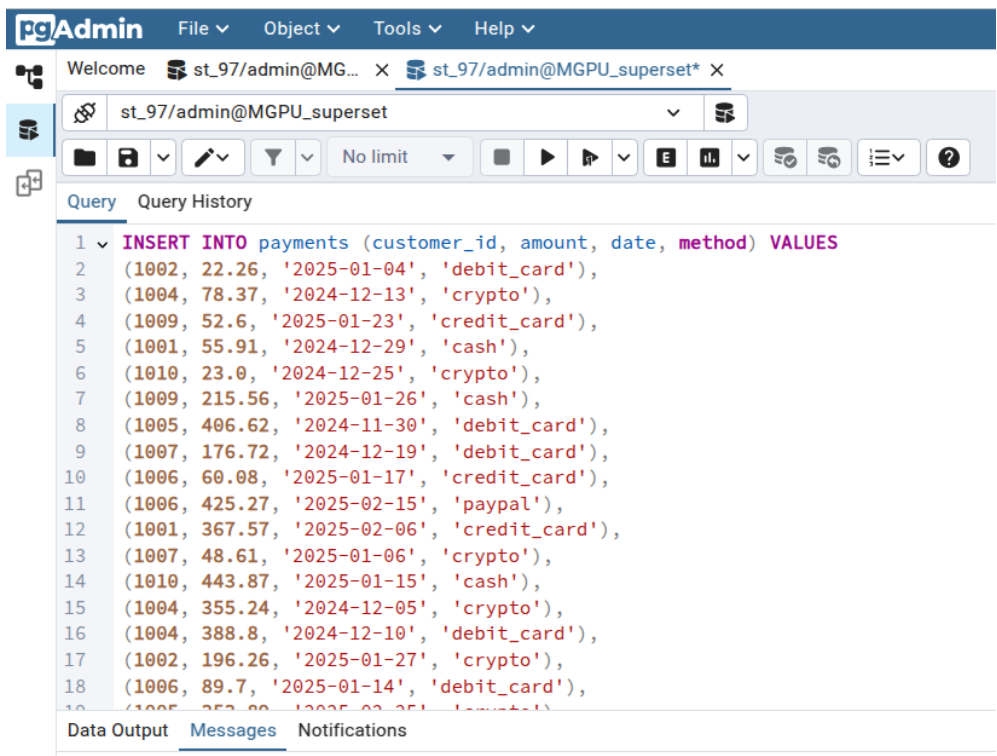 pgAdmin File Object Tools Help
Welcome st_97/admin@MG... st_97/admin@MGPU_superset*
st_97/admin@MGPU_superset
No limit E
Query Query History
1 INSERT INTO payments (customer_id, amount, date, method) VALUES
2 (1002, 22.26, '2025-01-04', 'debit_card'),
3 (1004, 78.37, '2024-12-13', 'crypto'),
4 (1009, 52.6, '2025-01-23', 'credit_card'),
5 (1001, 55.91, '2024-12-29', 'cash'),
6 (1010, 23.0, '2024-12-25', 'crypto'),
7 (1009, 215.56, '2025-01-26', 'cash'),
8 (1005, 406.62, '2024-11-30', 'debit_card'),
9 (1007, 176.72, '2024-12-19', 'debit_card'),
10 (1006, 60.08, '2025-01-17', 'credit_card'),
11 (1006, 425.27, '2025-02-15', 'paypal'),
12 (1001, 367.57, '2025-02-06', 'credit_card'),
13 (1007, 48.61, '2025-01-06', 'crypto'),
14 (1010, 443.87, '2025-01-15', 'cash'),
15 (1004, 355.24, '2024-12-05', 'crypto'),
16 (1004, 388.8, '2024-12-10', 'debit_card'),
17 (1002, 196.26, '2025-01-27', 'crypto'),
18 (1006, 89.7, '2025-01-14', 'debit_card'),
Data Output Messages Notifications